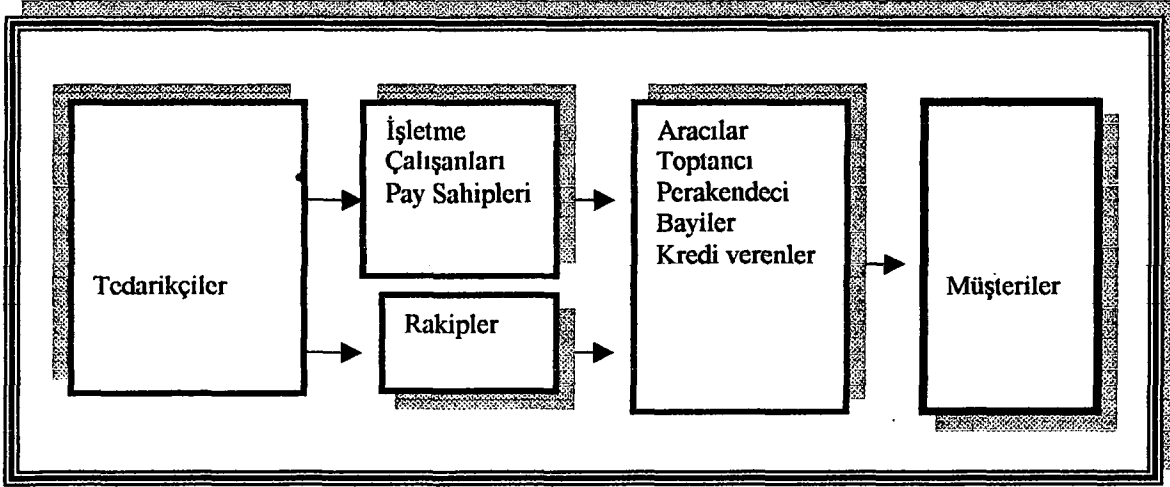 Tedarikçiler
İşletme
Çalışanları
Pay Sahipleri
Rakipler
Aracılar
Toptancı
Perakendeci
Bayiler
Kredi verenler
Müşteriler